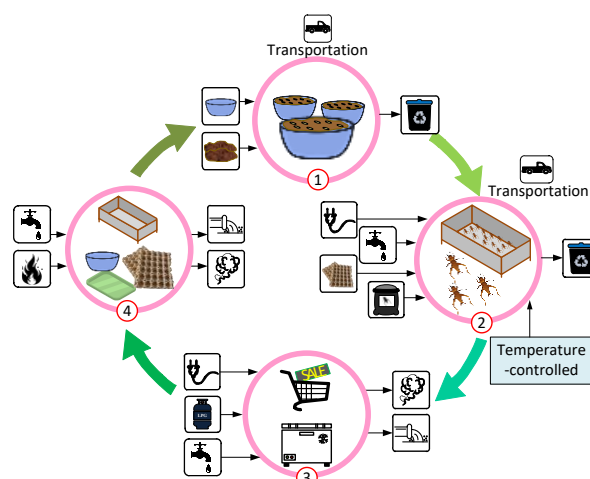 Transportation
1
Transportation
2
Temperature
-controlled
SALE
LPG
3
4